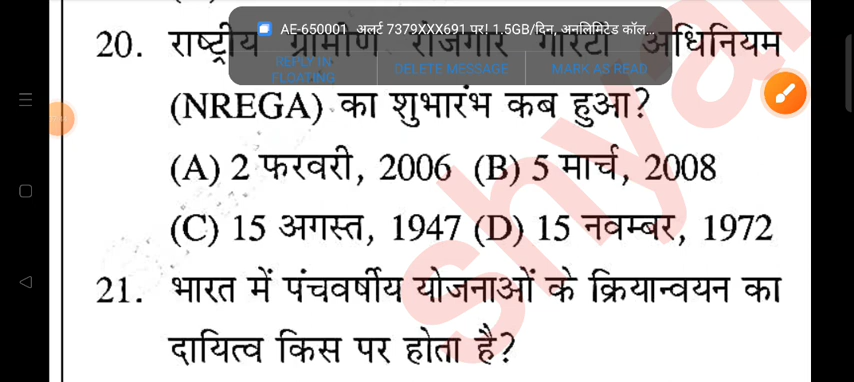 AE-650001 अलर्ट 7379XXX691 पर! 1.5GB/दिन, अनलिमिटेड कॉल...
20. राष्ट्रीय ग्रामीण रोजगार गारंटी अधिनियम
REPLY IN FLOATING DELETE MESSAGE MARK AS READ
(NREGA) का शुभारंभ कब हुआ?
(A) 2 फरवरी, 2006 (B) 5 मार्च, 2008
(C) 15 अगस्त, 1947 (D) 15 नवम्बर, 1972
21. भारत में पंचवर्षीय योजनाओं के क्रियान्वयन का
दायित्व किस पर होता है?
shya